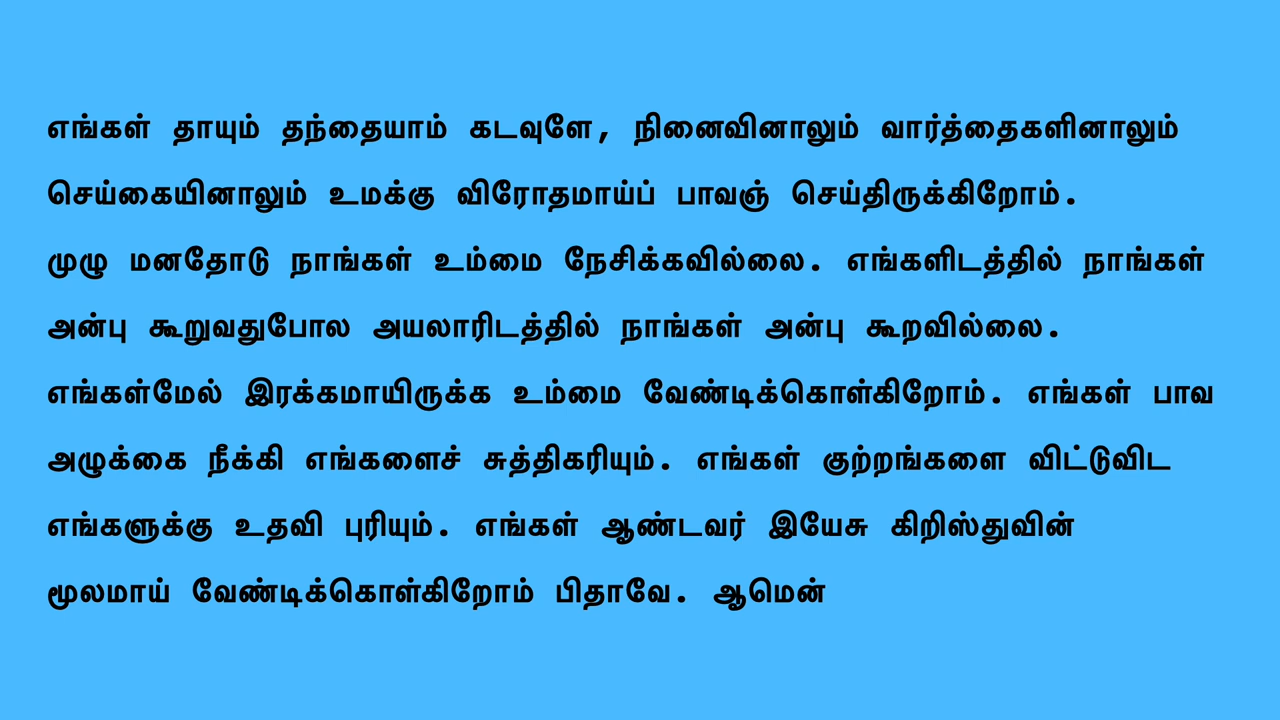 எங்கள் தாயும் தந்தையாம் கடவுளே, நினைவினாலும் வார்த்தைகளினாலும்
செய்கையினாலும் உமக்கு விரோதமாய்ப் பாவஞ் செய்திருக்கிறோம்.
முழு மனதோடு நாங்கள் உம்மை நேசிக்கவில்லை. எங்களிடத்தில் நாங்கள்
அன்பு கூறுவதுபோல அயலாரிடத்தில் நாங்கள் அன்பு கூறவில்லை.
எங்கள்மேல் இரக்கமாயிருக்க உம்மை வேண்டிக்கொள்கிறோம். எங்கள் பாவ
அழுக்கை நீக்கி எங்களைச் சுத்திகரியும். எங்கள் குற்றங்களை விட்டுவிட
எங்களுக்கு உதவி புரியும். எங்கள் ஆண்டவர் இயேசு கிறிஸ்துவின்
மூலமாய் வேண்டிக்கொள்கிறோம் பிதாவே. ஆமென்